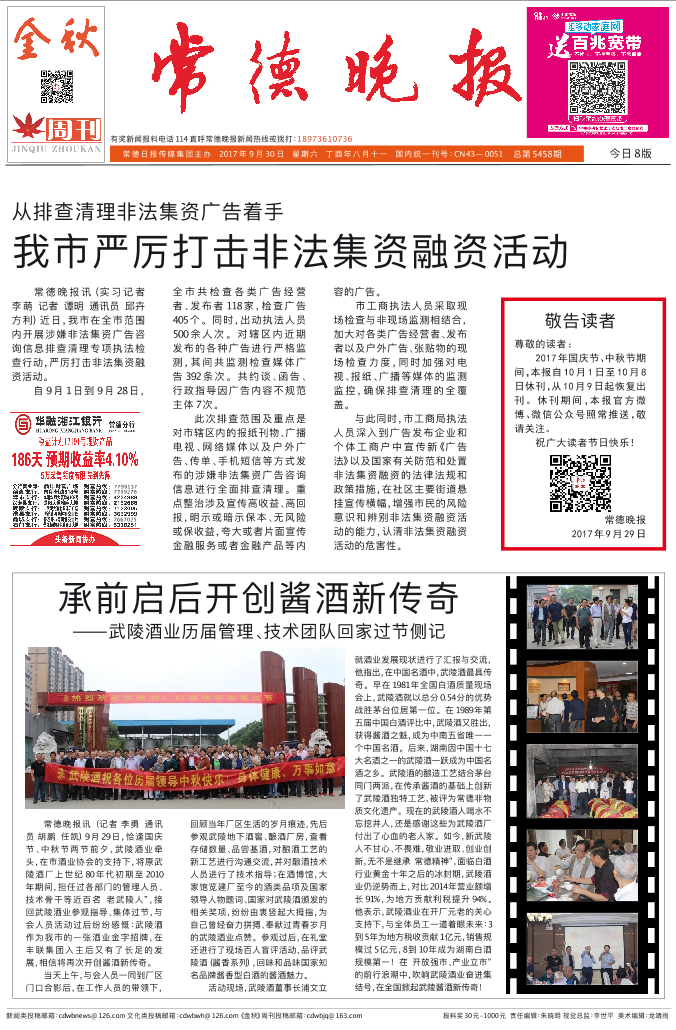 金秋
周刊
JINQIU ZHOUKAN
常德晚报
移动家庭网
送百兆宽带
有奖新闻报料电话114直呼常德晚报新闻热线或拨打:18973610736
常德日报传媒集团主办 2017年9月30日 星期六 丁酉年八月十一 国内统一刊号:CN43—0051 总第5458期
今日8版
从排查清理非法集资广告着手
我市严厉打击非法集资融资活动
常德晚报讯(实习记者
李萌 记者 谭明 通讯员 邱卉
方利)近日,我市在全市范围
内开展涉嫌非法集资广告咨
询信息排查清理专项执法检
查行动,严厉打击非法集资融
资活动。
自9月1日到9月28日,
全市共检查各类广告经营
者、发布者118家,检查广告
405个。同时,出动执法人员
500余人次。对辖区内近期
发布的各种广告进行严格监
测,其间共监测检查媒体广
告392条次。共约谈、函告、
行政指导因广告内容不规范
主体7次。
此次排查范围及重点是
对市辖区内的报纸刊物、广播
电视、网络媒体以及户外广
告、传单、手机短信等方式发
布的涉嫌非法集资广告咨询
信息进行全面排查清理。重
点整治涉及宣传高收益、高回
报,明示或暗示保本、无风险
或保收益,夸大或者片面宣传
金融服务或者金融产品等内
容的广告。
市工商执法人员采取现
场检查与非现场监测相结合,
加大对各类广告经营者、发布
者以及户外广告、张贴物的现
场检查力度,同时加强对电
视、报纸、广播等媒体的监测
监控,确保排查清理的全覆
盖。
与此同时,市工商局执法
人员深入到广告发布企业和
个体工商户中宣传新《广告
法》以及国家有关防范和处置
非法集资融资的法律法规和
政策措施,在社区主要街道悬
挂宣传横幅,增强市民的风险
意识和辨别非法集资融资活
动的能力,认清非法集资融资
活动的危害性。
华融湘江银行 常德分行
HUARONG XIANGJIANG BANK
186天 预期收益率4.10%
头条新闻协办
敬告读者
尊敬的读者:
2017年国庆节、中秋节期
间,本报自10月1日至10月8
日休刊,从10月9日起恢复出
刊。休刊期间,本报官方微
博、微信公众号照常推送,敬
请关注。
祝广大读者节日快乐!
常德晚报
2017年9月29日
承前启后开创酱酒新传奇
——武陵酒业历届管理、技术团队回家过节侧记
武陵酒祝各位历届领导中秋快乐!身体健康、万事如意!
常德晚报讯(记者 李勇 通讯
员 胡鹏 任凯)9月29日,恰逢国庆
节、中秋节两节前夕,武陵酒业牵
头,在市酒业协会的支持下,将原武
陵酒厂上世纪80年代初期至2010
年期间,担任过各部门的管理人员、
技术骨干等近百名 老武陵人",接
回武陵酒业参观指导、集体过节,与
会人员活动过后纷纷感慨:武陵酒
作为我市的一张酒业金字招牌,在
丰联集团入主后又有了长足的发
展,相信将再次开创酱酒新传奇。
当天上午,与会人员一同到厂区
门口合影后,在工作人员的带领下,
回顾当年厂区生活的岁月痕迹,先后
参观武陵地下酒窖、酿酒厂房,查看
存储数量、品尝基酒,对酿酒工艺的
新工艺进行沟通交流,并对酿酒技术
人员进行了技术指导;在酒博馆,大
家饱览建厂至今的酒类品项及国家
领导人物题词、国家对武陵酒颁发的
相关奖项,纷纷由衷竖起大拇指,为
自己曾经奋力拼搏、奉献过青春岁月
的武陵酒业点赞。参观过后,在礼堂
还进行了现场百人盲评活动,品评武
陵酒(酱香系列),回味和品味国家知
名品牌酱香型白酒的酱酒魅力。
活动现场,武陵酒董事长浦文立
就酒业发展现状进行了汇报与交流,
他指出,在中国名酒中,武陵酒最具传
奇。早在1981年全国白酒质量现场
会上,武陵酒就以总分0.54分的优势
战胜茅台位居第一位。在1989年第
五届中国白酒评比中,武陵酒又胜出,
获得酱酒之魁,成为中南五省唯一一
个中国名酒。后来,湖南因中国十七
大名酒之一的武陵酒一跃成为中国名
酒之乡。武陵酒的酿造工艺结合茅台
同门两派,在传承酱酒的基础上创新
了武陵酒独特工艺,被评为常德非物
质文化遗产。现在的武陵酒人喝水不
忘挖井人,还是感谢这些为武陵酒厂
付出了心血的老人家。如今,新武陵
人不甘心、不畏难,敬业进取、创业创
新,无不是继承 常德精神",面临白酒
行业黄金十年之后的冰封期,武陵酒
业仍逆势而上,对比2014年营业额增
长91%,为地方贡献利税提升94%。
他表示,武陵酒业在开厂元老的关心
支持下,与全体员工一道着眼未来:3
到5年为地方税收贡献1亿元,销售规
模过5亿元,8到10年成为湖南白酒
规模第一!在 开放强市、产业立市"
的前行浪潮中,吹响武陵酒业奋进集
结号,在全国掀起武陵酱酒新传奇!
新闻类投稿邮箱:cdwbnews@126.com 文化类投稿邮箱:cdwbwh@126.com《金秋》周刊投稿邮箱:cdwbjq@163.com
报料奖30元-1000元 责任编辑:朱晓明 视觉总监:李世平 美术编辑:龙靖雨